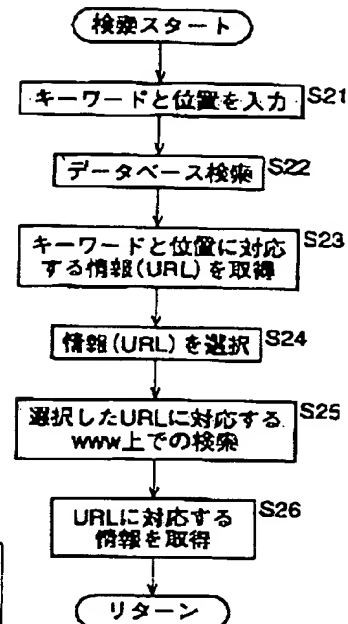 検索スタート
キーワードと位置を入力 S21
データベース検索 S22
キーワードと位置に対応 S23
する情報(URL)を取得
情報(URL)を選択 S24
選択したURLに対応する S25
www上での検索
URLに対応する S26
情報を取得
リターン